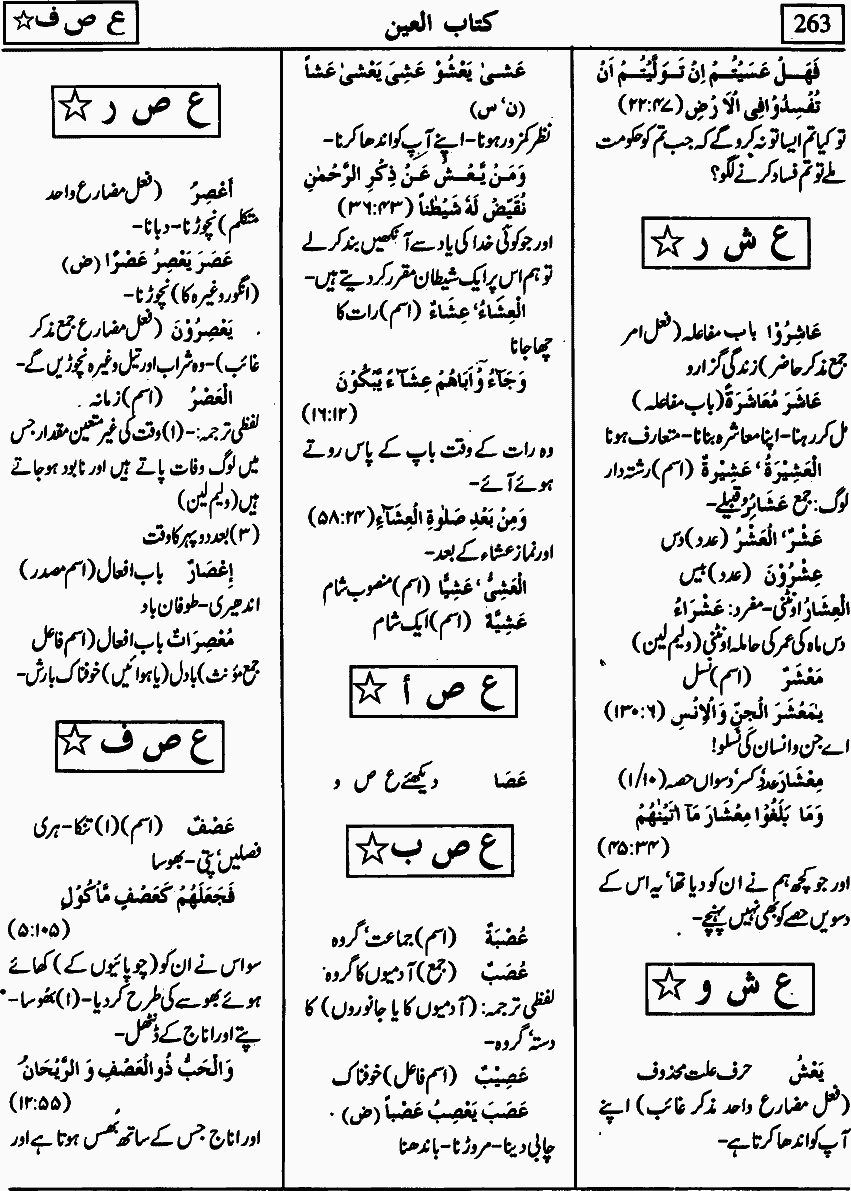 263
كتاب العين
ع ص ف☆
فَهَلْ عَسَيْتُمْ اِنْ تَوَلَّيْتُمْ اَنْ
تُفْسِدُوْا فِى الْاَرْضِ (۲۲:۴۷)
تو کیا تم ایسا تو نہ کرو گے کہ جب تم کو حکومت
ملے تو تم فساد کرنے لگو؟
ع ش ر☆
عَاشِرُوْا باب مفاعلہ (فعل امر
جمع مذکر حاضر) زندگی گزارو
عَاشَرَ مُعَاشَرَةً (باب مفاعلہ)
مل کر رہنا-اپنا معاشرہ بنانا-متعارف ہونا
الْعَشِيْرَةُ، عَشِيْرَةٌ (اسم) رشتہ دار
لوگ: جمع عَشَائِرُ قبیلے-
عَشْرٌ، الْعَشْرُ (عدد) دس
عِشْرُوْنَ (عدد) بیس
الْعِشَارُ اونٹنی-مفرد: عَشْرَاءُ
دس ماہ کی عمر کی حاملہ اونٹنی (ولیم لین)
مَعْشَرٌ (اسم) نسل
يٰمَعْشَرَ الْجِنِّ وَالْاِنْسِ (۱۳۰:۶)
اے جن و انسان کی نسلو!
مِعْشَارَ عدد کسر، دسواں حصہ (۱/۱۰)
وَمَا بَلَغُوْا مِعْشَارَ مَآ اٰتَيْنٰهُمْ
(۴۵:۳۴)
اور جو کچھ ہم نے ان کو دیا تھا، یہ اس کے
دسویں حصے کو بھی نہیں پہنچے-
ع ش و☆
يَعْشُ حرف علت محذوف
(فعل مضارع واحد مذکر غائب) اپنے
آپ کو اندھا کرتا ہے-
عَشىٰ يَعْشُوْ عَشِىَ يَعْشىٰ عَشاً
(ن، س)
نظر کمزور ہونا-اپنے آپ کو اندھا کرنا-
وَمَنْ يَّعْشُ عَنْ ذِكْرِ الرَّحْمٰنِ
نُقَيِّضْ لَهٗ شَيْطٰناً (۳۶:۴۳)
اور جو کوئی خدا کی یاد سے آنکھیں بند کر لے
تو ہم اس پر ایک شیطان مقرر کر دیتے ہیں-
الْعِشَاءُ، عِشَاءً (اسم) رات کا
چھا جانا
وَجَآءُوْٓ اَبَاهُمْ عِشَآءً يَّبْكُوْنَ
(۱۶:۱۲)
وہ رات کے وقت باپ کے پاس روتے
ہوئے آئے-
وَمِنْ بَعْدِ صَلٰوةِ الْعِشَآءِ (۵۸:۲۴)
اور نماز عشاء کے بعد-
الْعَشِىُّ، عَشِيًّا (اسم) منصوب شام
عَشِيَّة (اسم) ایک شام
ع ص أ☆
عَصَا دیکھئے ع ص و
ع ص ب☆
عُصْبَةٌ (اسم) جماعت، گروہ
عُصَبٌ (جمع) آدمیوں کا گروہ
لفظی ترجمہ: (آدمیوں کا یا جانوروں) کا
دستہ، گروہ-
عَصِيْبٌ (اسم فاعل) خوفناک
عَصَبَ يَعْصِبُ عَصْباً (ض)
چابی دینا-مروڑنا-باندھنا
ع ص ر☆
اَعْصِرُ (فعل مضارع واحد
متکلم) نچوڑنا-دبانا-
عَصَرَ يَعْصِرُ عَصْرًا (ض)
(انگور وغیرہ کا) نچوڑنا-
يَعْصِرُوْنَ (فعل مضارع جمع مذکر
غائب)-وہ شراب اور تیل وغیرہ نچوڑیں گے-
الْعَصْرُ (اسم) زمانہ
لفظی ترجمہ:-(۱) وقت کی غیر متعین مقدار، جس
میں لوگ وفات پاتے ہیں اور نابود ہو جاتے
ہیں (ولیم لین)
(۳) بعد دوپہر کا وقت
اِعْصَارٌ باب افعال (اسم مصدر)
اندھیری-طوفان باد
مُعْصِرَاتٌ باب افعال (اسم فاعل
جمع مؤنث) بادل (یا ہوائیں) خوفناک بارش-
ع ص ف☆
عَصْفٌ (اسم) (۱) تنکا-ہری
فصلیں، پتی-بھوسا
فَجَعَلَهُمْ كَعَصْفٍ مَّاْكُوْلٍ
(۵:۱۰۵)
سو اس نے ان کو (چوپائیوں کے) کھائے
ہوئے بھوسے کی طرح کر دیا-(۱) بھوسا-
پتے اور اناج کے ڈنٹھل-
وَالْحَبُّ ذُوالْعَصْفِ وَ الرَّيْحَانُ
(۱۲:۵۵)
اور اناج جس کے ساتھ بھس ہوتا ہے اور